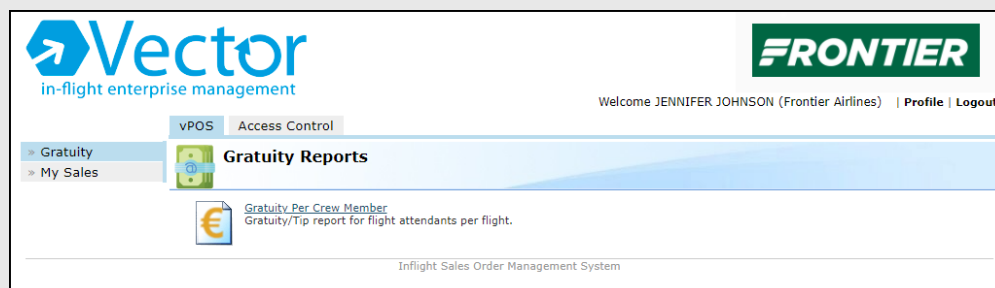 Vector
in-flight enterprise management
FRONTIER
Welcome JENNIFER JOHNSON (Frontier Airlines) | Profile | Logout
vPOS Access Control
» Gratuity
» My Sales
@
Gratuity Reports
€
Gratuity Per Crew Member
Gratuity/Tip report for flight attendants per flight.
Inflight Sales Order Management System